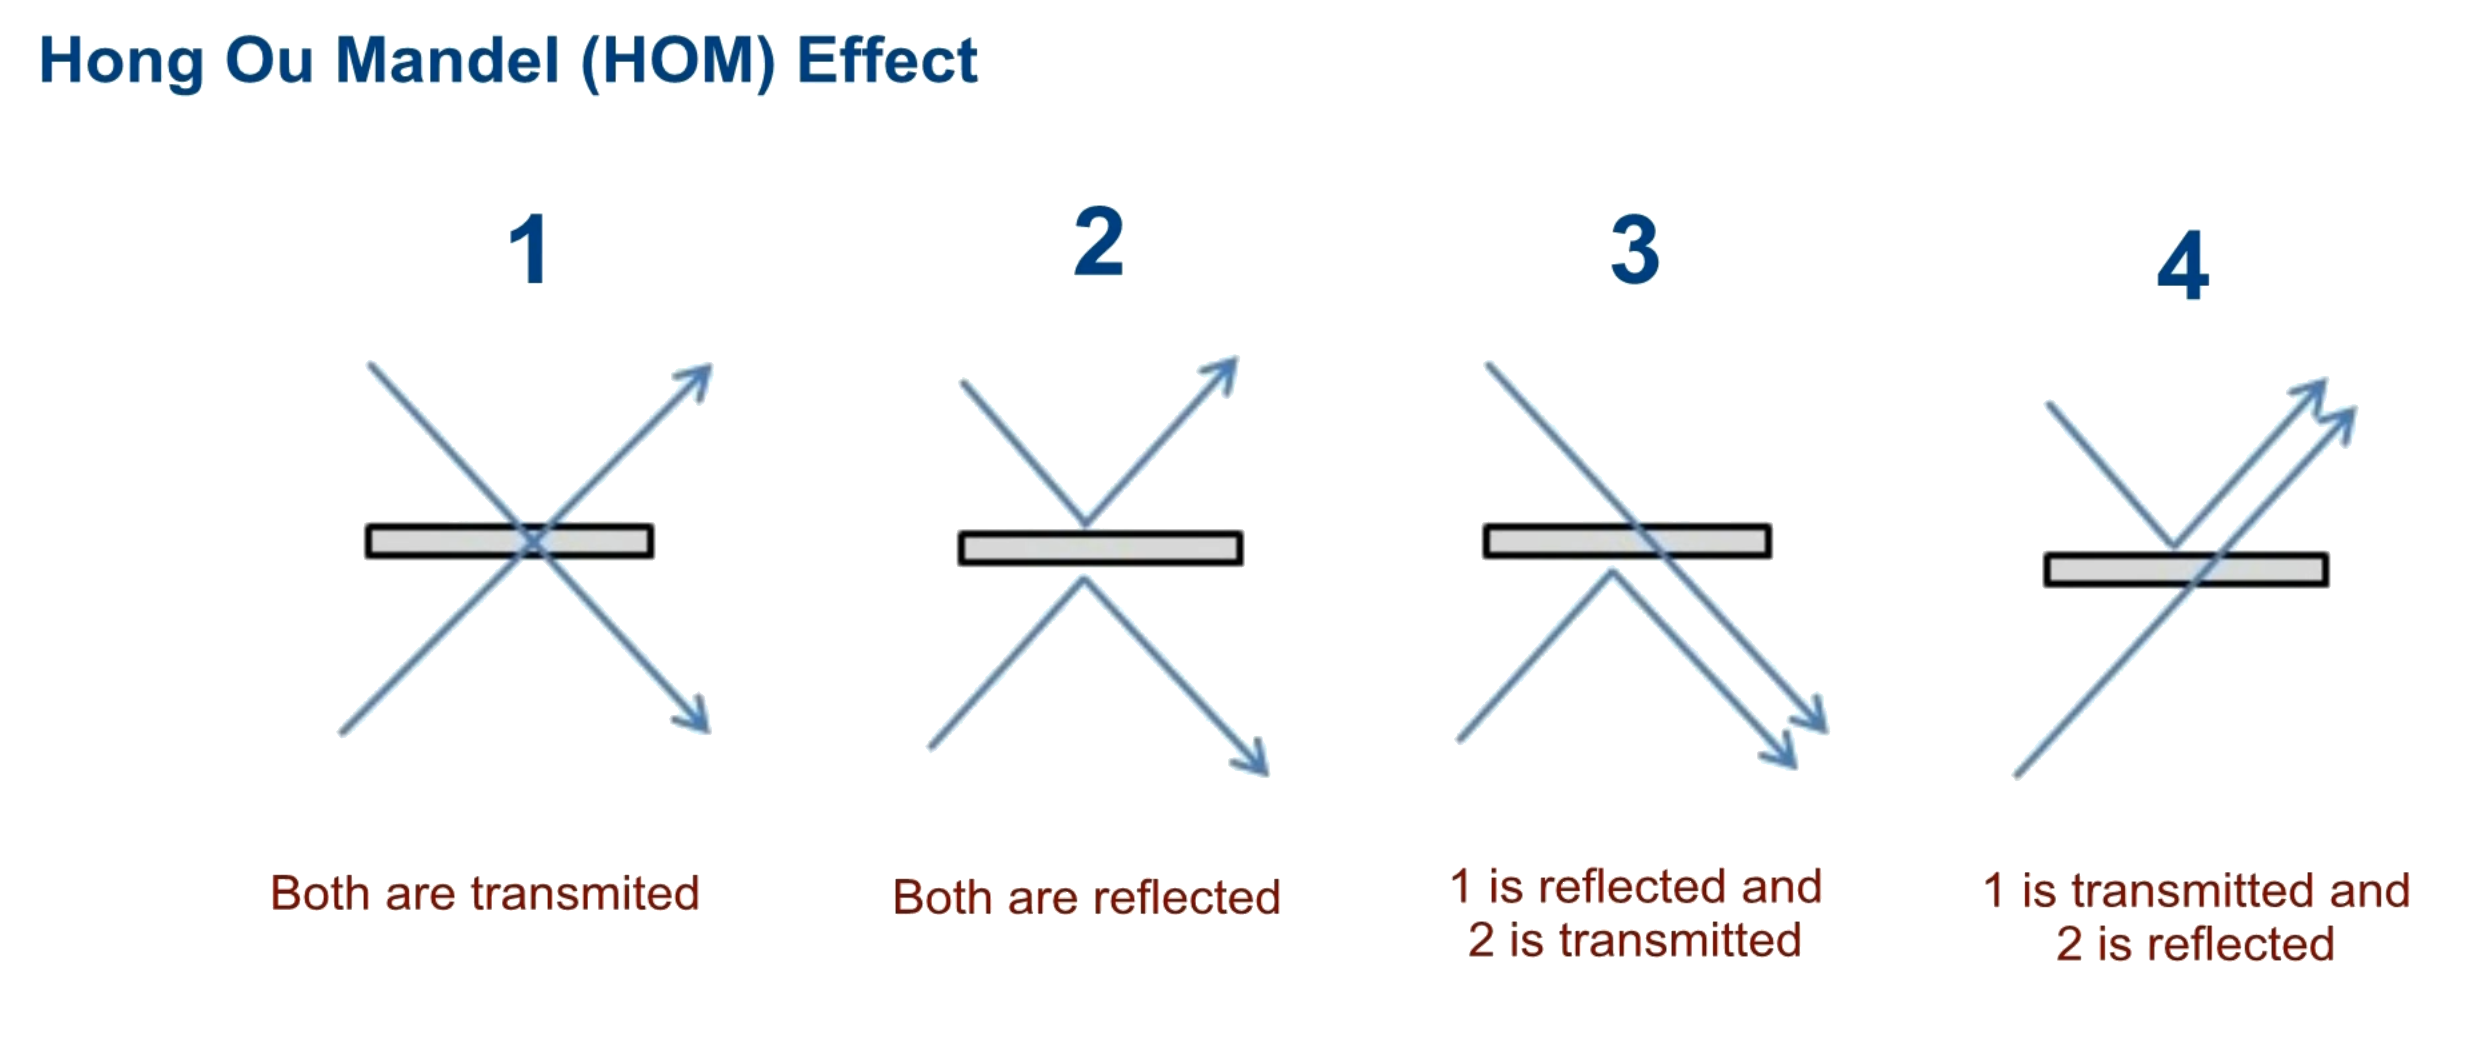 Hong Ou Mandel (HOM) Effect
1
2
3
4
Both are transmited
Both are reflected
1 is reflected and
2 is transmitted
1 is transmitted and
2 is reflected